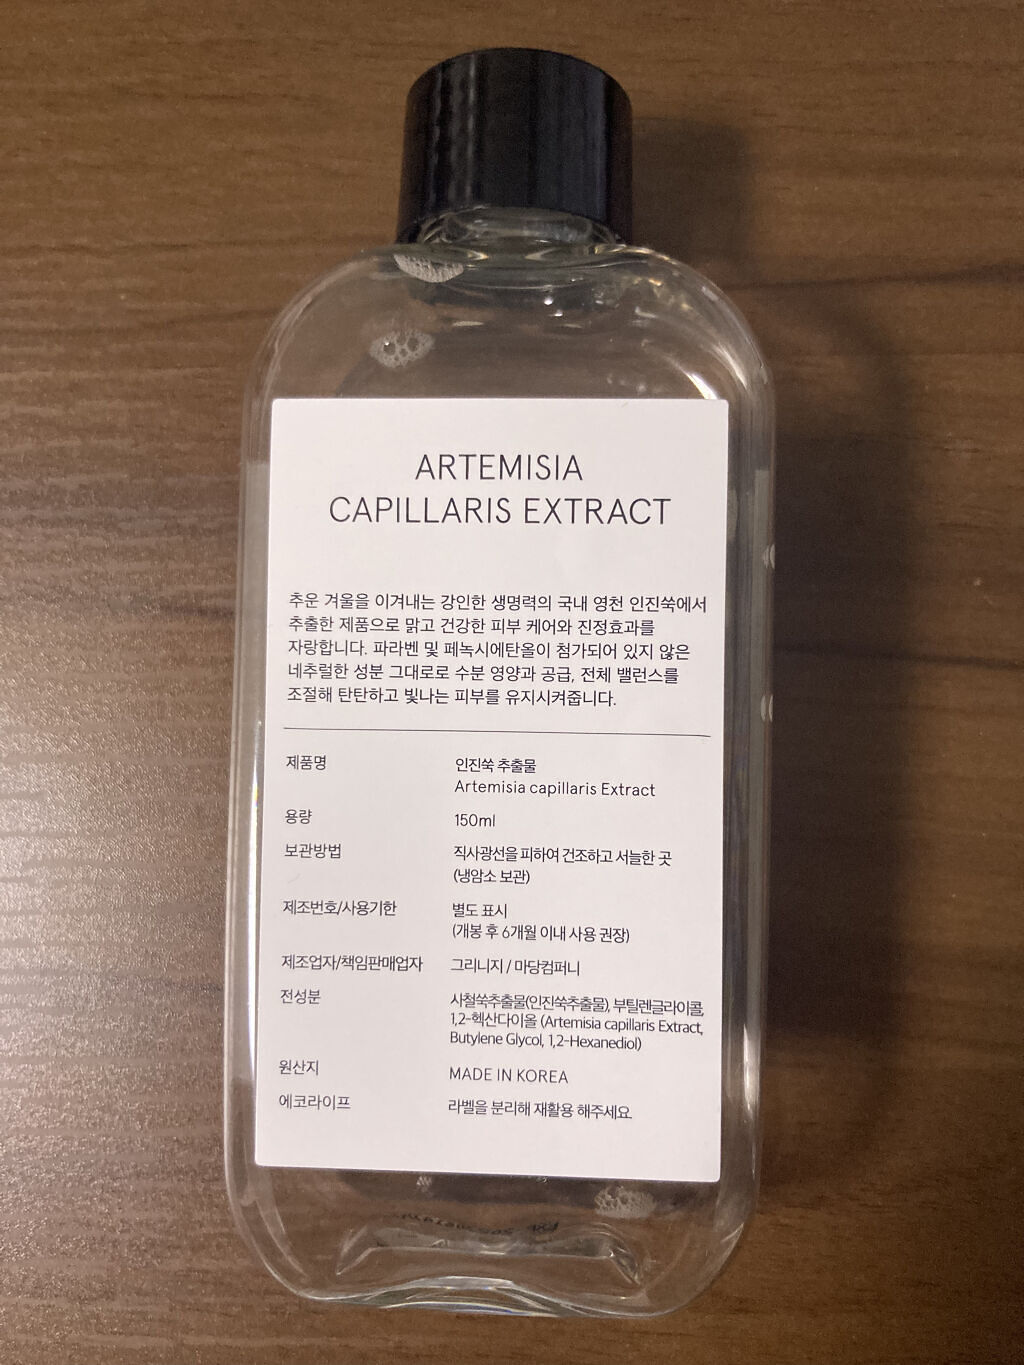 ARTEMISIA
CAPILLARIS EXTRACT
추운 겨울을 이겨내는 강인한 생명력의 국내 영천 인진쑥에서
추출한 제품으로 맑고 건강한 피부 케어와 진정효과를
자랑합니다. 파라벤 및 페녹시에탄올이 첨가되어 있지 않은
네추럴한 성분 그대로로 수분 영양과 공급, 전체 밸런스를
조절해 탄탄하고 빛나는 피부를 유지시켜줍니다.
제품명 인진쑥 추출물
Artemisia capillaris Extract
용량 150ml
보관방법 직사광선을 피하여 건조하고 서늘한 곳
(냉암소 보관)
제조번호/사용기한 별도 표시
(개봉 후 6개월 이내 사용 권장)
제조업자/책임판매업자 그리니지 / 마당컴퍼니
전성분 사철쑥추출물(인진쑥추출물), 부틸렌글라이콜,
1,2-헥산다이올 (Artemisia capillaris Extract,
Butylene Glycol, 1,2-Hexanediol)
원산지 MADE IN KOREA
에코라이프 라벨을 분리해 재활용 해주세요.